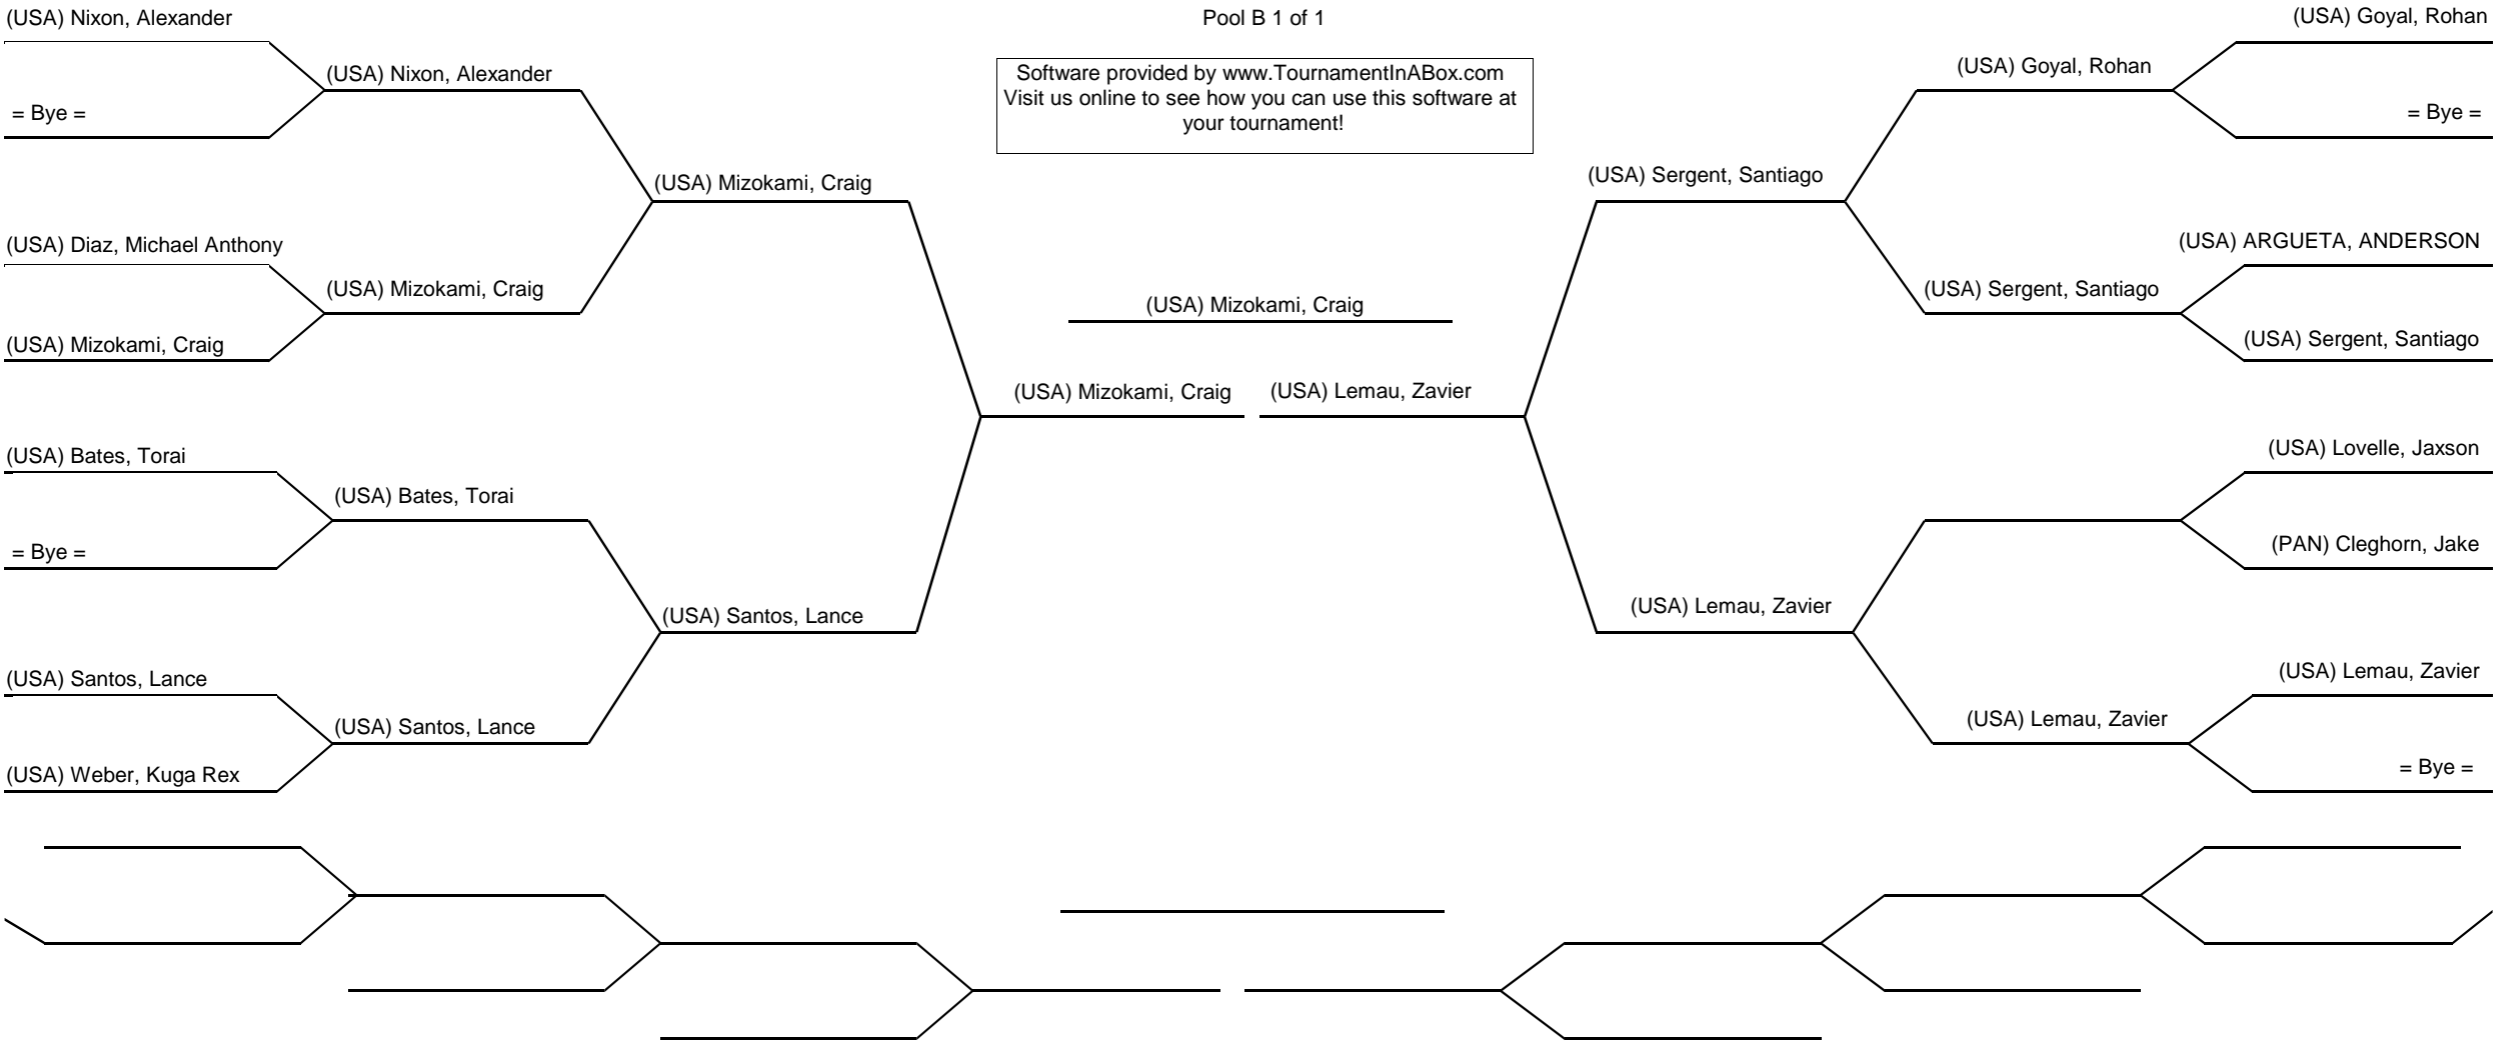 (USA) Nixon, Alexander
= Bye =
(USA) Diaz, Michael Anthony
(USA) Mizokami, Craig
(USA) Bates, Torai
= Bye =
(USA) Santos, Lance
(USA) Weber, Kuga Rex
(USA) Nixon, Alexander
(USA) Mizokami, Craig
(USA) Bates, Torai
(USA) Santos, Lance
(USA) Mizokami, Craig
(USA) Santos, Lance
Pool B 1 of 1
Software provided by www.TournamentInABox.com
Visit us online to see how you can use this software at
your tournament!
(USA) Mizokami, Craig
(USA) Mizokami, Craig
(USA) Lemau, Zavier
(USA) Sergent, Santiago
(USA) Lemau, Zavier
(USA) Goyal, Rohan
(USA) Sergent, Santiago
(USA) Lemau, Zavier
(USA) Goyal, Rohan
= Bye =
(USA) ARGUETA, ANDERSON
(USA) Sergent, Santiago
(USA) Lovelle, Jaxson
(PAN) Cleghorn, Jake
(USA) Lemau, Zavier
= Bye =